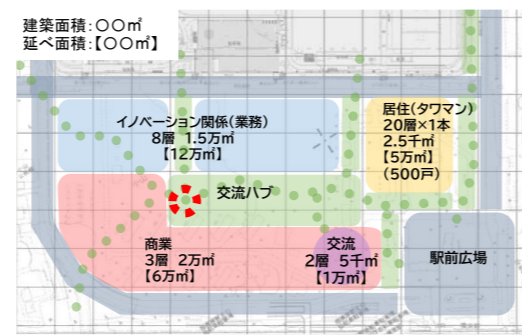 建築面積:〇〇㎡
延べ面積:【〇〇㎡】
イノベーション関係(業務)
8層 1.5万㎡
【12万㎡】
居住(タワマン)
20層×1本
2.5千㎡
【5万㎡】
(500戸)
交流ハブ
商業
3層 2万㎡
【6万㎡】
交流
2層 5千㎡
【1万㎡】
駅前広場